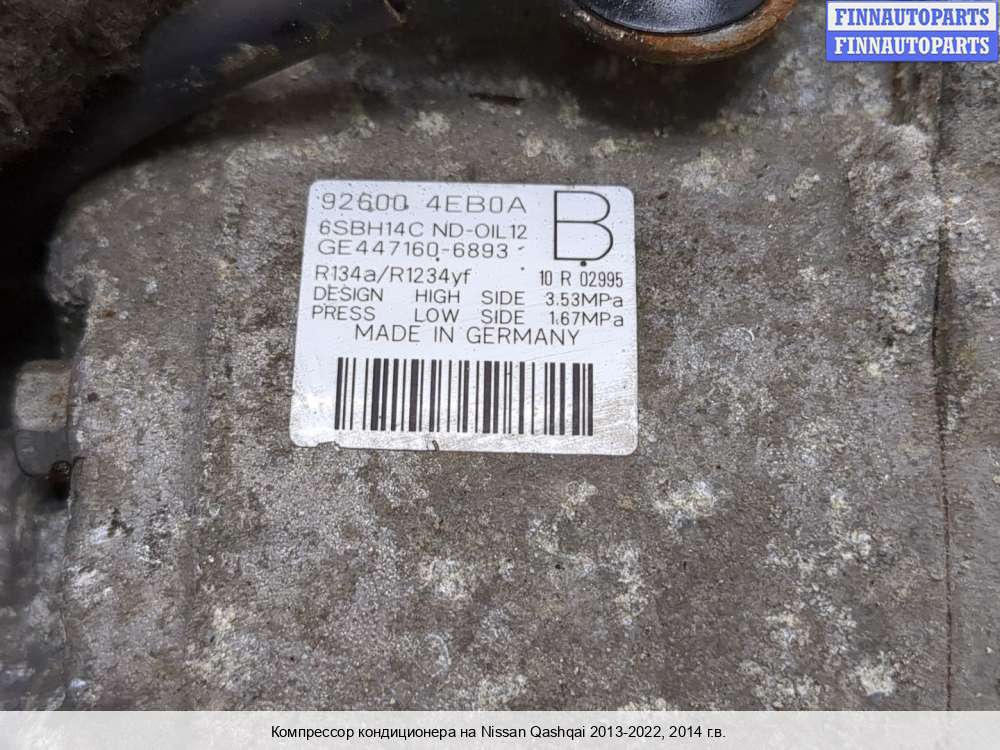 FINNAUTOPARTS
FINNAUTOPARTS
92600 4EB0A
B
6SBH14C ND-OIL12
GE447160-6893
R134a/R1234yf 10 R 02995
DESIGN HIGH SIDE 3.53MPa
PRESS LOW SIDE 1.67MPa
MADE IN GERMANY
Компрессор кондиционера на Nissan Qashqai 2013-2022, 2014 г.в.